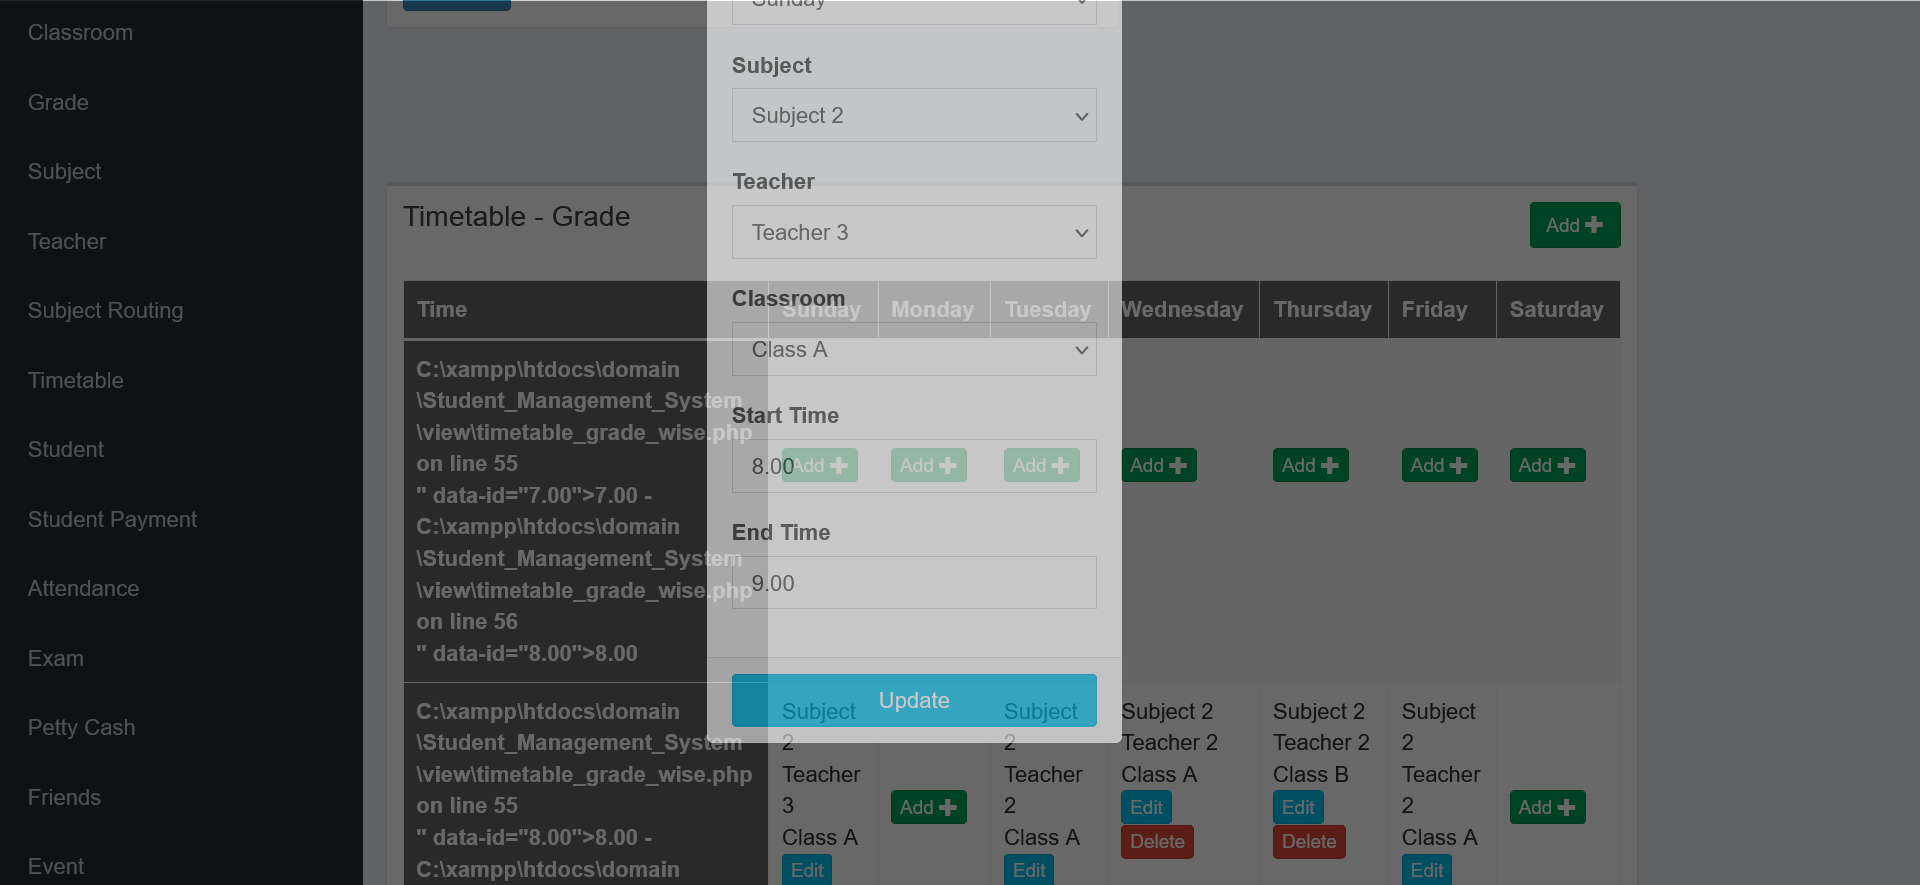 Classroom
Grade
Subject
Teacher
Subject Routing
Timetable
Student
Student Payment
Attendance
Exam
Petty Cash
Friends
Event
Sunday
Subject
Subject 2
Teacher
Teacher 3
Classroom
Class A
Start Time
8.00
End Time
9.00
Update
Timetable - Grade
Add
Time
Sunday
Monday
Tuesday
Wednesday
Thursday
Friday
Saturday
C:\xampp\htdocs\domain
\Student_Management_System
\view\timetable_grade_wise.php
on line 55
" data-id="7.00">7.00 -
C:\xampp\htdocs\domain
\Student_Management_System
\view\timetable_grade_wise.php
on line 56
" data-id="8.00">8.00
Add
Add
Add
Add
Add
Add
Add
C:\xampp\htdocs\domain
\Student_Management_System
\view\timetable_grade_wise.php
on line 55
" data-id="8.00">8.00 -
C:\xampp\htdocs\domain
Subject
2
Teacher
3
Class A
Edit
Add
Subject
2
Teacher
2
Class A
Edit
Subject 2
Teacher 2
Class A
Edit
Delete
Subject 2
Teacher 2
Class B
Edit
Delete
Subject
2
Teacher
2
Class A
Edit
Add